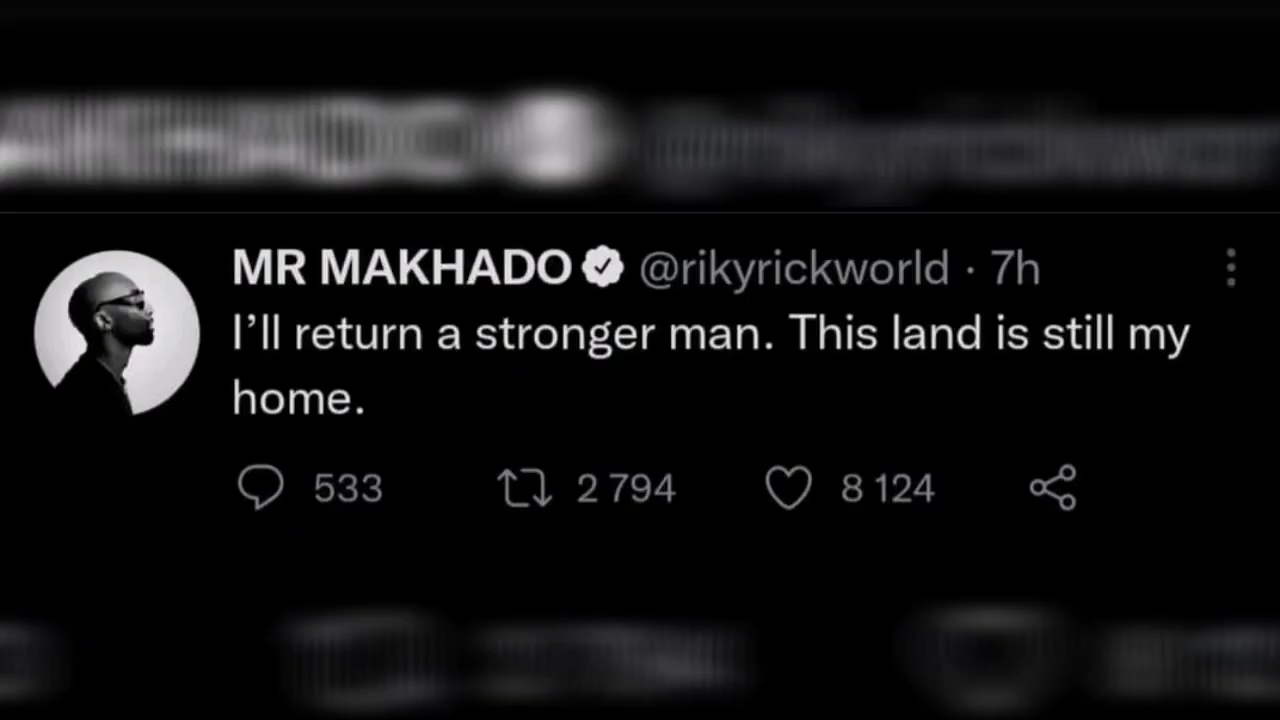 MR MAKHADO @rikyrickworld · 7h
I’ll return a stronger man. This land is still my
home.
533 2 794 8 124